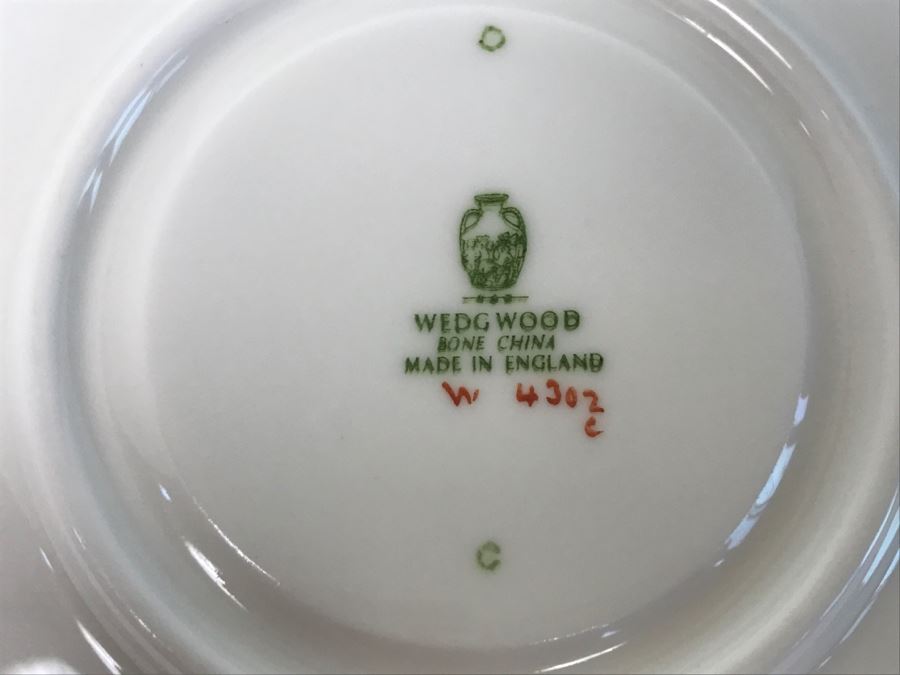 O
WEDGWOOD
BONE CHINA
MADE IN ENGLAND
W 4302
C
C